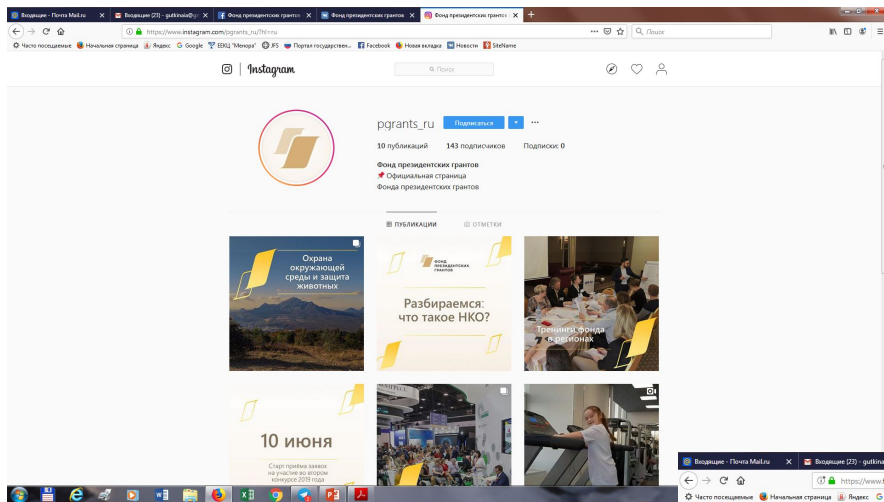 Входящие - Почта Mail.ru
Входящие (23) - gutkinaia@g
Фонд президентских грантов
Фонд президентских грантов
Фонд президентских грантов
https://www.instagram.com/pgrants_ru/?hl=ru
Поиск
Часто посещаемые
Начальная страница
Яндекс
Google
ЕЕКЦ "Менора"
JFS
Портал государствен...
Facebook
Новая вкладка
Новости
SiteName
Instagram
Поиск
pgrants_ru
Подписаться
10 публикаций 143 подписчиков Подписки: 0
Фонд президентских грантов
Официальная страница
Фонда президентских грантов
ПУБЛИКАЦИИ
ОТМЕТКИ
Охрана
окружающей
среды и защита
животных
ФОНД
ПРЕЗИДЕНТСКИХ
ГРАНТОВ
Разбираемся:
что такое НКО?
Тренинги фонда
в регионах
10 июня
Старт приёма заявок
на участие во втором
конкурсе 2019 года
Входящие - Почта Mail.ru
Входящие (23) - gutkina
https://www.
Часто посещаемые
Начальная страница
Яндекс
G